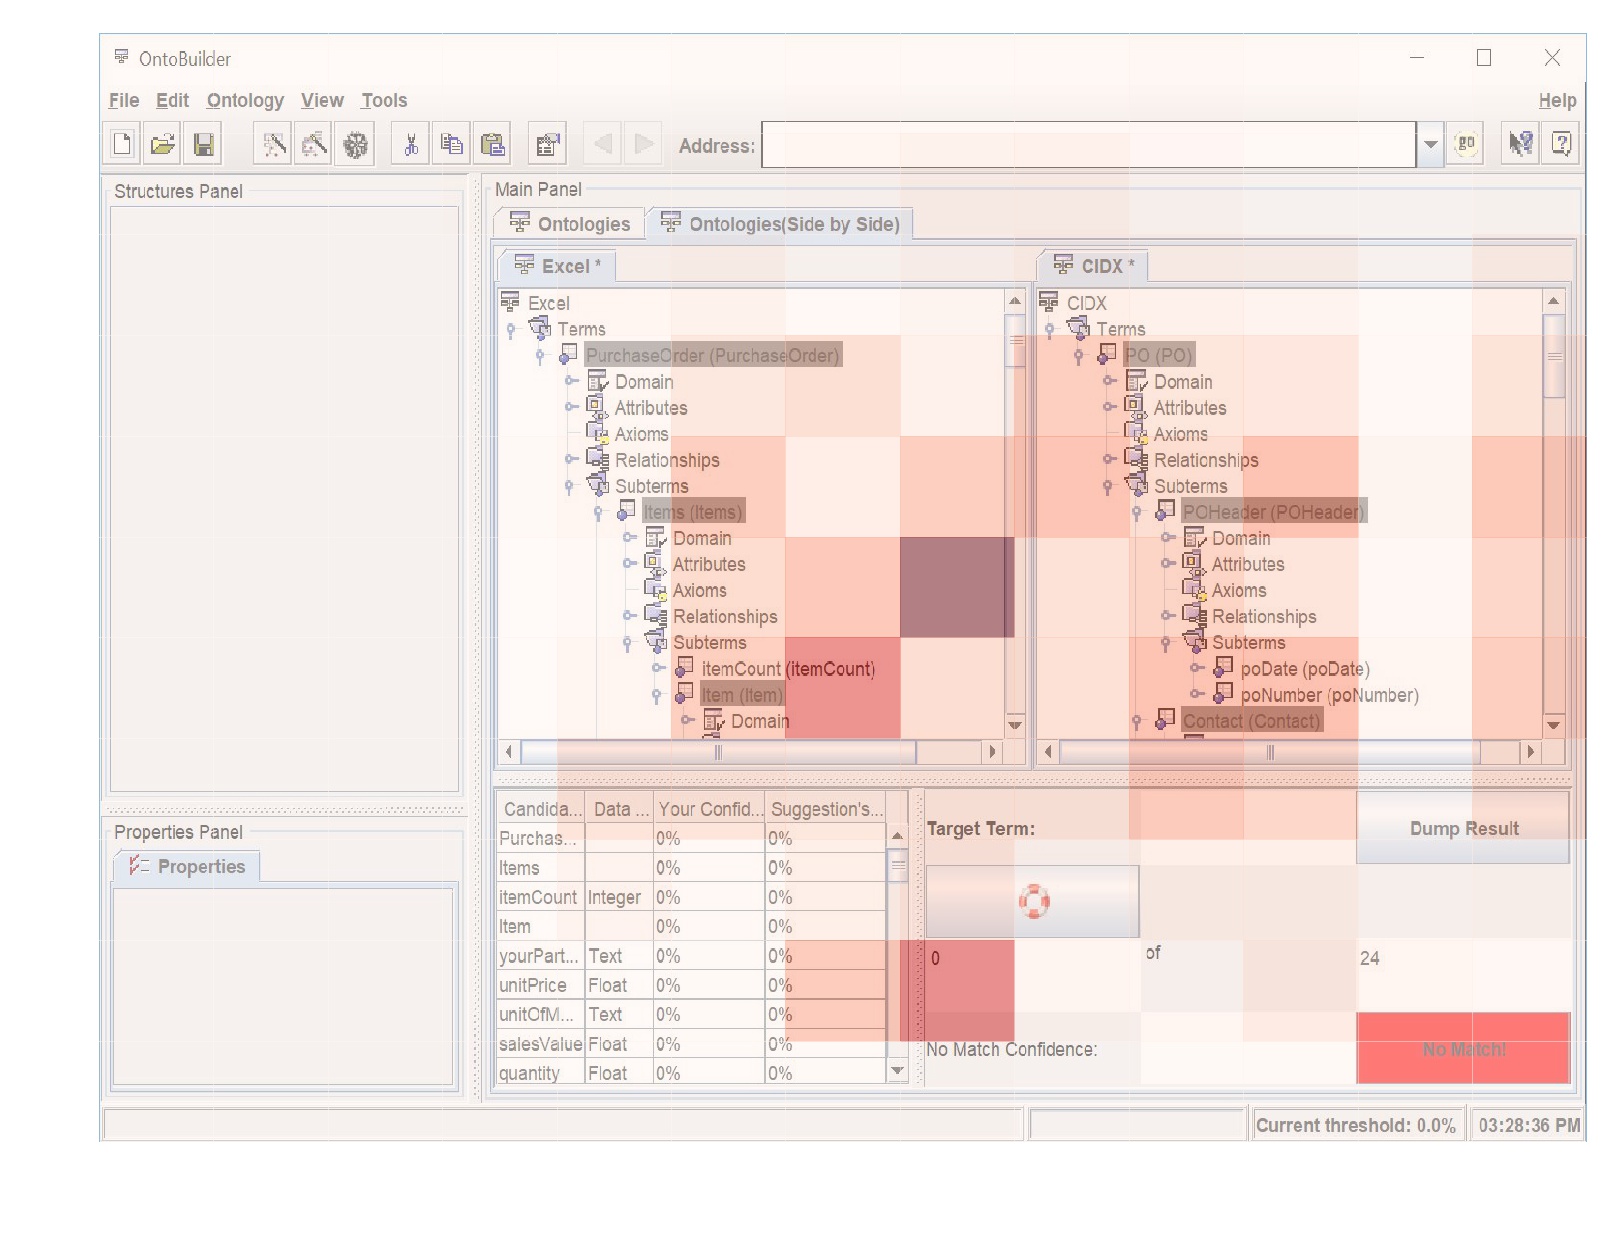 OntoBuilder
File Edit Ontology View Tools Help
Address: go
Structures Panel
Main Panel
Ontologies Ontologies(Side by Side)
Excel * CIDX *
Excel CIDX
Terms Terms
PurchaseOrder (PurchaseOrder) PO (PO)
Domain Domain
Attributes Attributes
Axioms Axioms
Relationships Relationships
Subterms Subterms
Items (Items) POHeader (POHeader)
Domain Domain
Attributes Attributes
Axioms Axioms
Relationships Relationships
Subterms Subterms
itemCount (itemCount) poDate (poDate)
Item (Item) poNumber (poNumber)
Domain Contact (Contact)
Candida... Data ... Your Confid... Suggestion's...
Purchas... 0% 0%
Items 0% 0%
itemCount Integer 0% 0%
Item 0% 0%
yourPart... Text 0% 0%
unitPrice Float 0% 0%
unitOfM... Text 0% 0%
salesValue Float 0% 0%
quantity Float 0% 0%
Target Term: Dump Result
0 of 24
No Match Confidence: No Match!
Properties Panel
Properties
Current threshold: 0.0% 03:28:36 PM